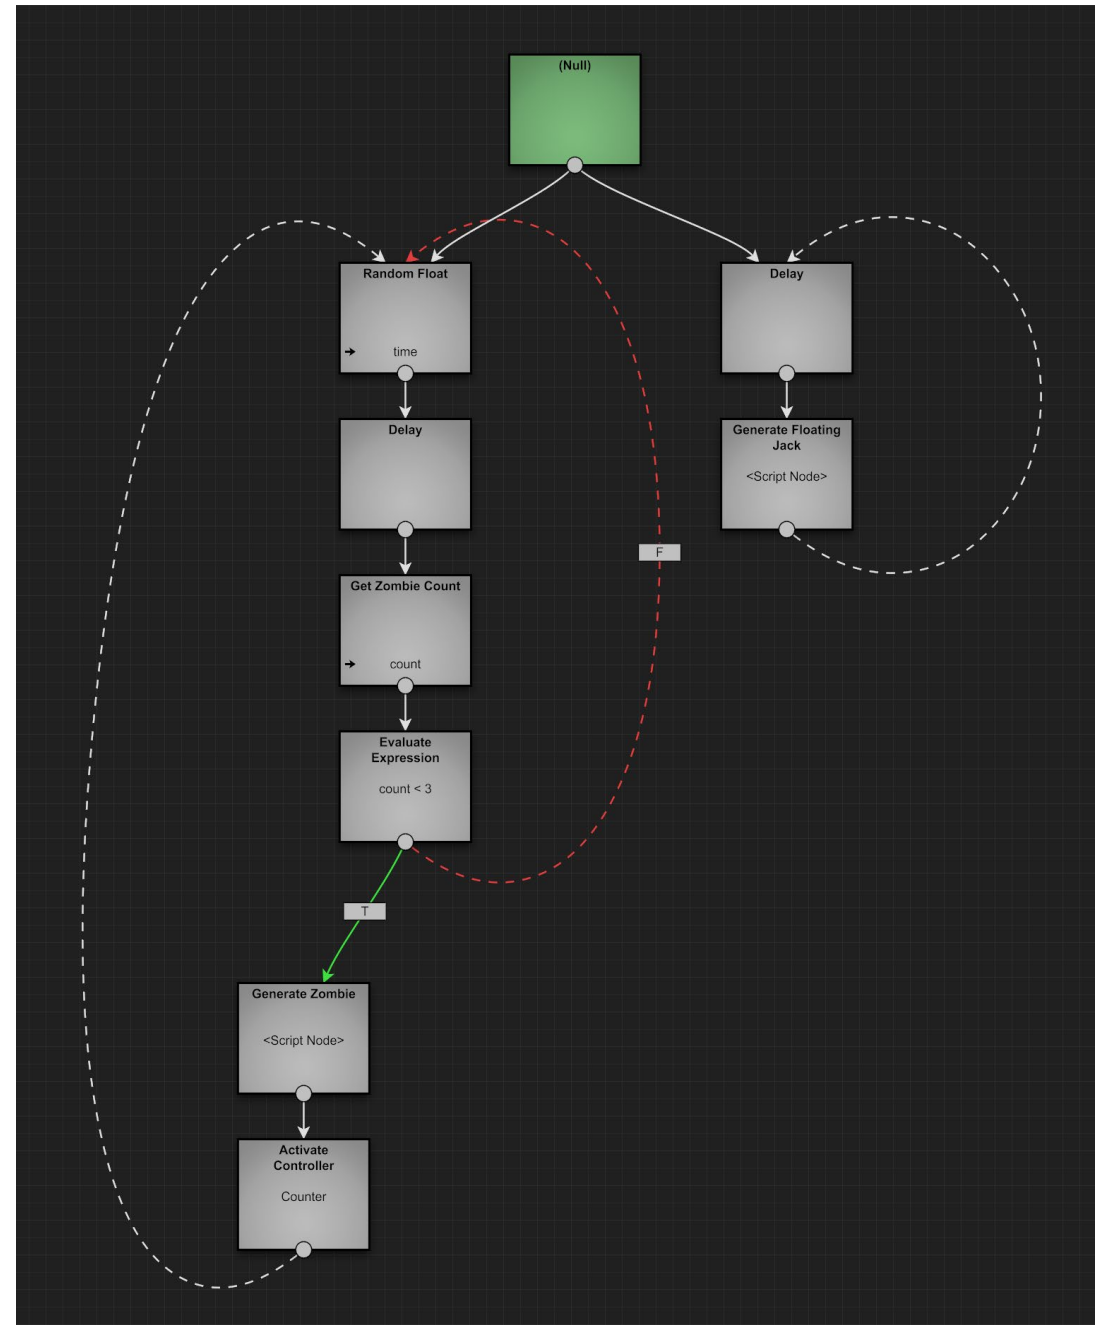 (Null)
Random Float
time
Delay
Get Zombie Count
count
Evaluate
Expression
count < 3
F
T
Generate Zombie
<Script Node>
Activate
Controller
Counter
Delay
Generate Floating
Jack
<Script Node>